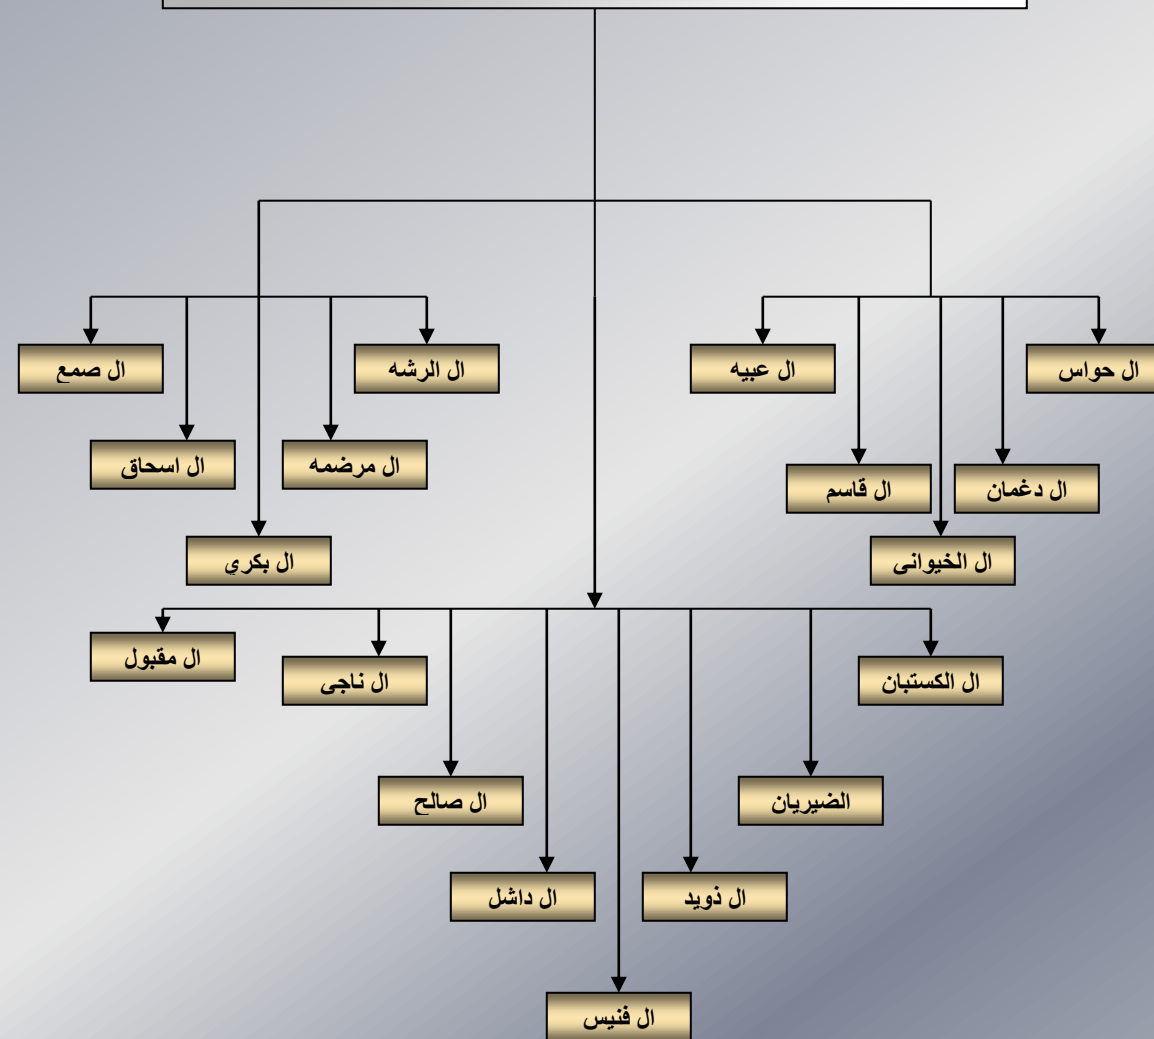 ال حواس
ال عبيه
ال الرشه
ال صمع
ال دغمان
ال قاسم
ال مرضمه
ال اسحاق
ال الخيوانى
ال بكري
ال الكستبان
ال ناجى
ال مقبول
الضيريان
ال صالح
ال ذويد
ال داشل
ال فنيس